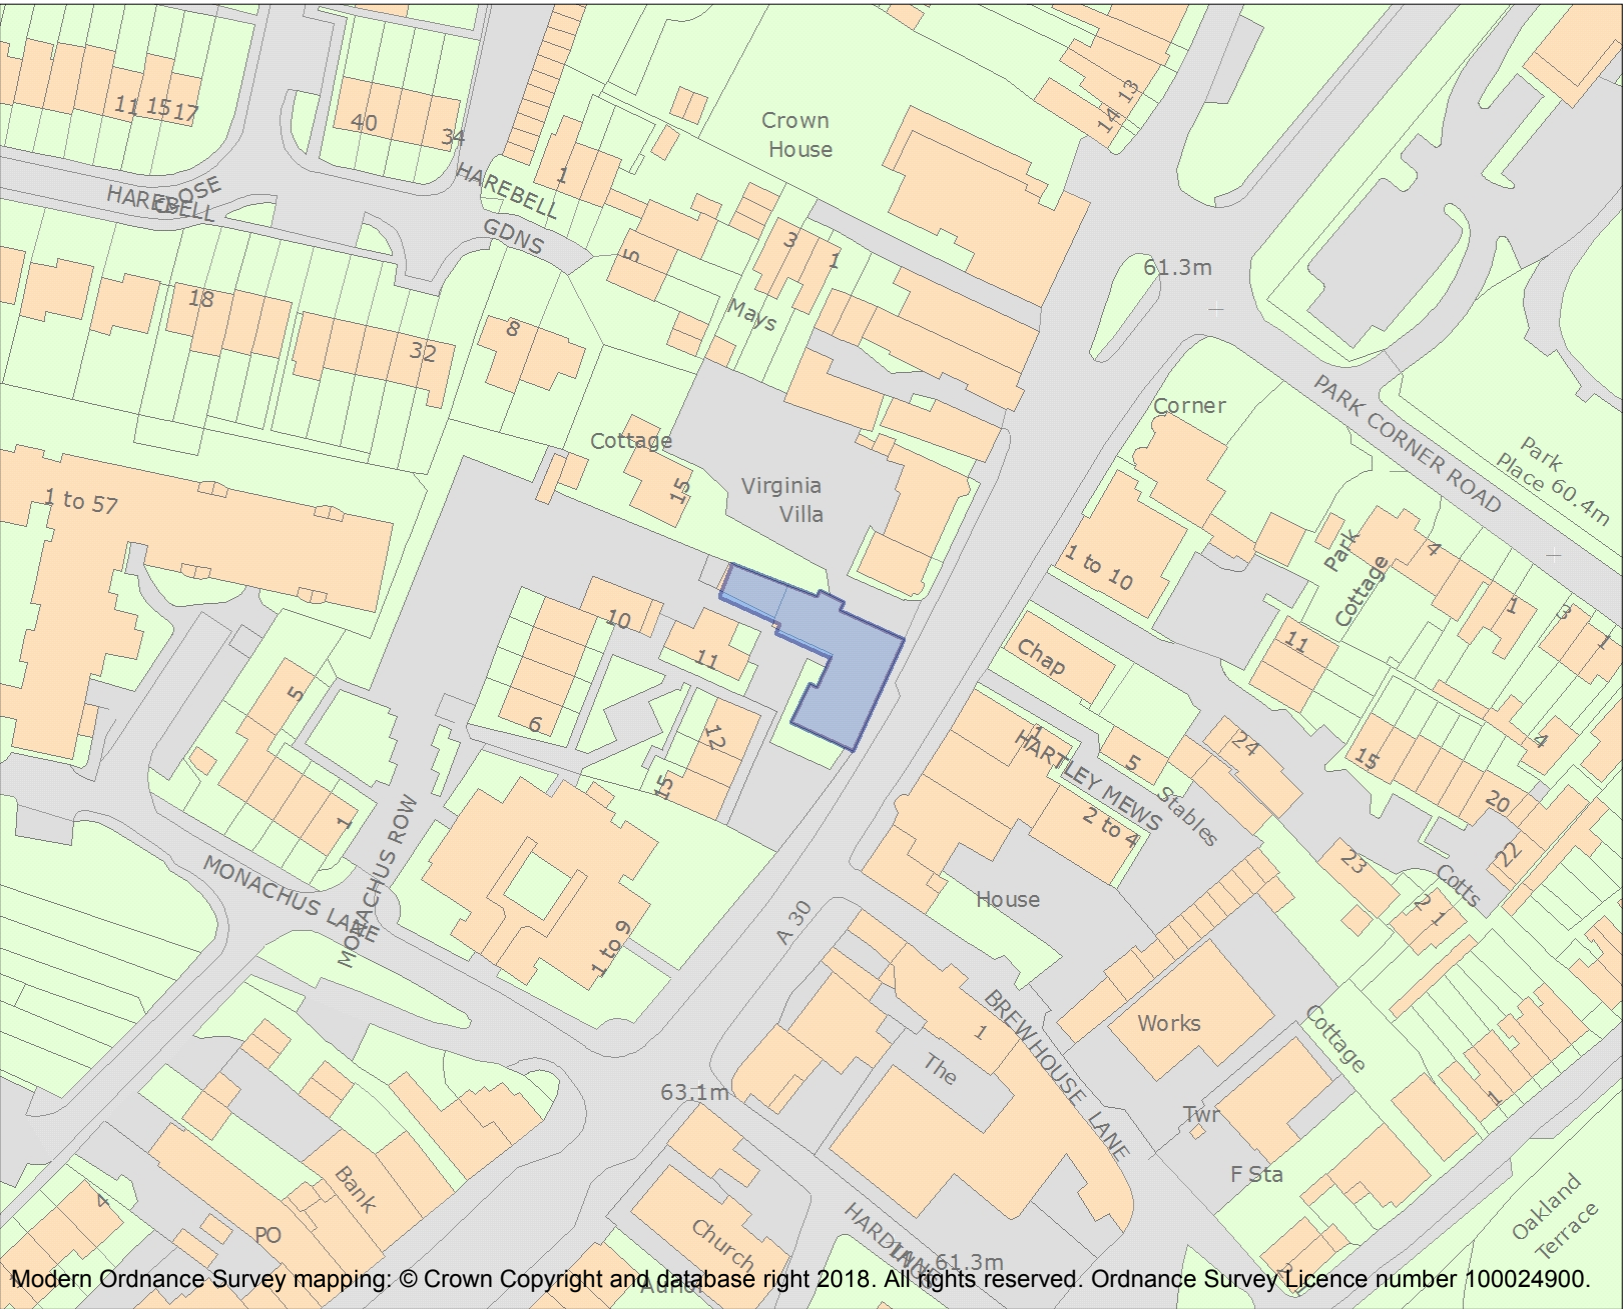 11 15 17
40
34
1
HAREBELL
HAREBELL
CLOSE
GDNS
Crown
House
13
14
5
3
1
61.3m
Mays
18
32
8
Corner
PARK CORNER ROAD
Park
Place
60.4m
Cottage
15
Virginia
Villa
1 to 57
1 to 10
Park
Cottage
4
1
3
1
10
11
11
Chap
5
6
12
15
1
HARTLEY MEWS
5
24
2 to 4
Stables
15
4
20
22
1
MONACHUS ROW
MONACHUS LANE
23
Cotts
2 1
House
A 30
1 to 9
BREWHOUSE LANE
1
Works
Cottage
The
63.1m
Twr
1
F Sta
4
Bank
PO
Church
HARDINGS
LANE
61.3m
Oakland
Terrace
2
Modern Ordnance Survey mapping: © Crown Copyright and database right 2018. All rights reserved. Ordnance Survey Licence number 100024900.